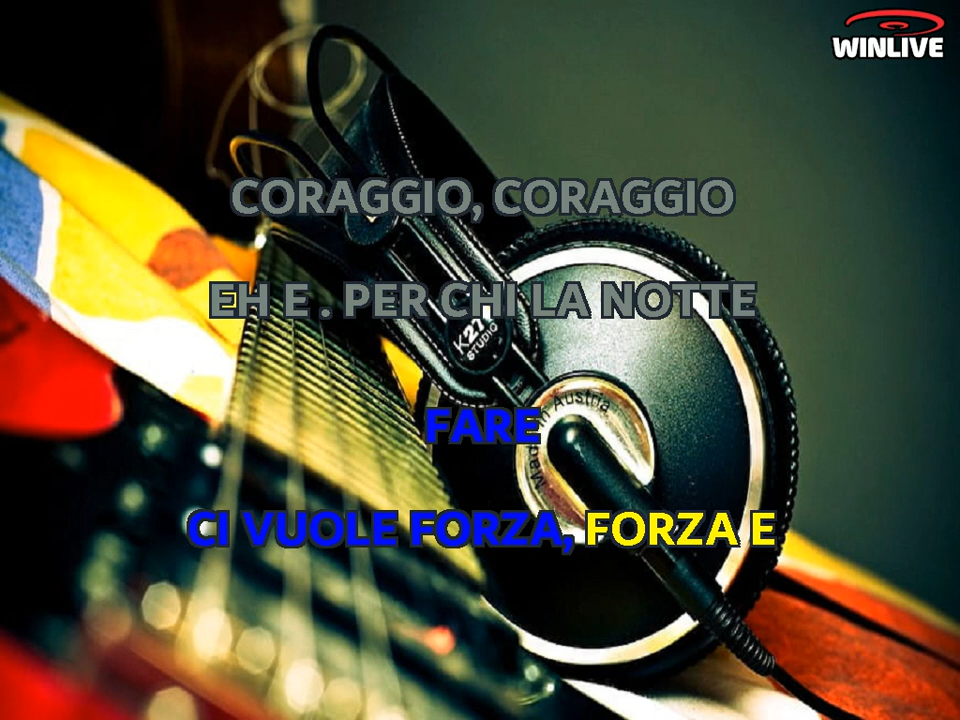 WINLIVE
CORAGGIO, CORAGGIO
EH E . PER CHI LA NOTTE
K271
STUDIO
FARE
Made in Austria
CI VUOLE FORZA, FORZA E